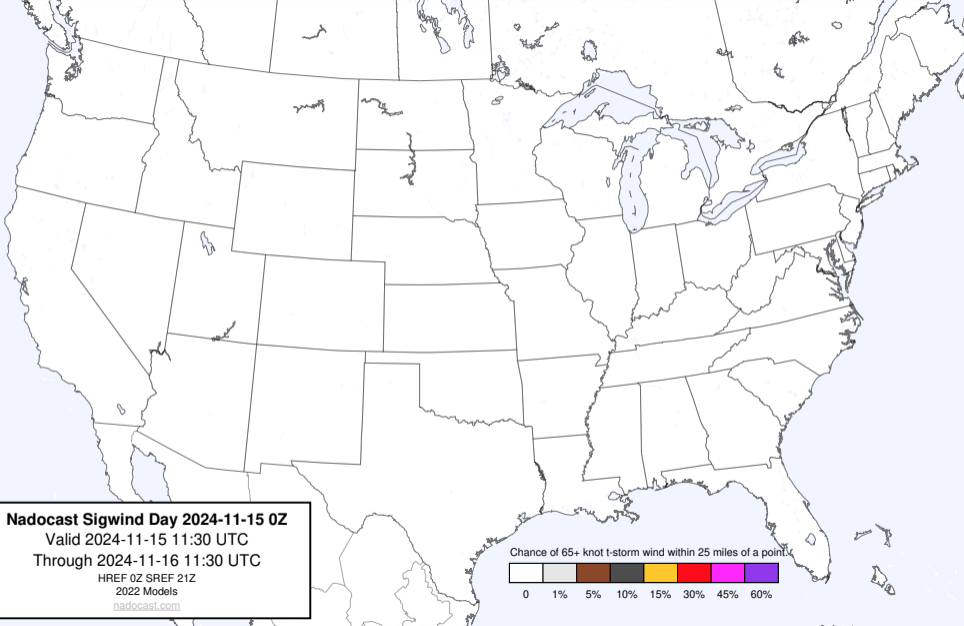 Nadocast Sigwind Day 2024-11-15 0Z
Valid 2024-11-15 11:30 UTC
Through 2024-11-16 11:30 UTC
HREF 0Z SREF 21Z
2022 Models
nadocast.com
Chance of 65+ knot t-storm wind within 25 miles of a point.
0 1% 5% 10% 15% 30% 45% 60%